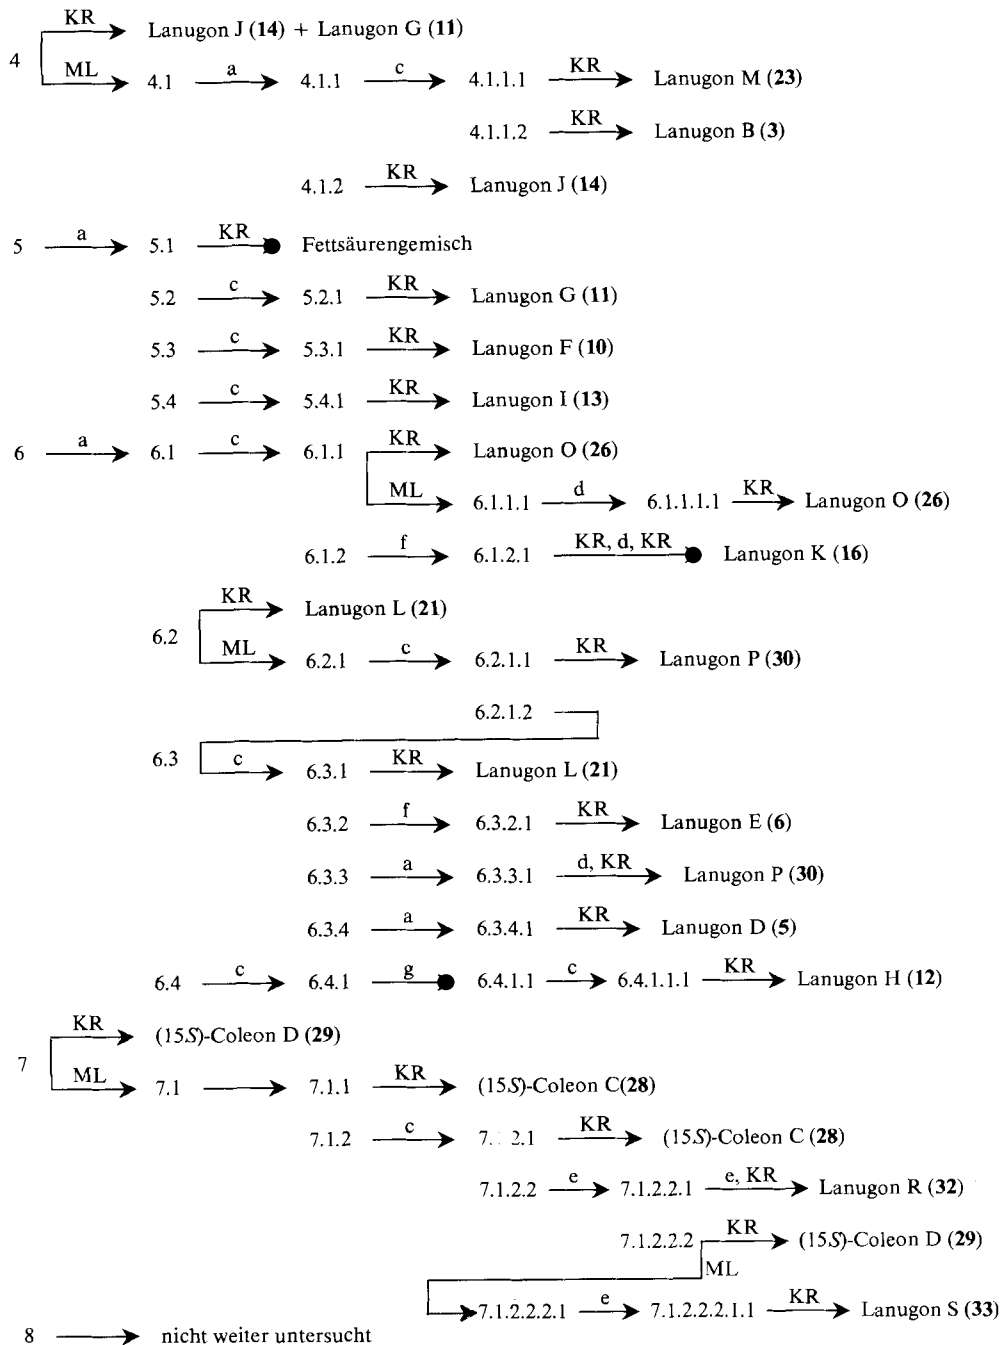 KR Lanugon J (14) + Lanugon G (11)
4
ML 4.1 a 4.1.1 c 4.1.1.1 KR Lanugon M (23)
4.1.1.2 KR Lanugon B (3)
4.1.2 KR Lanugon J (14)
5 a 5.1 KR Fettsäurengemisch
5.2 c 5.2.1 KR Lanugon G (11)
5.3 c 5.3.1 KR Lanugon F (10)
5.4 c 5.4.1 KR Lanugon I (13)
6 a 6.1 c 6.1.1 KR Lanugon O (26)
ML 6.1.1.1 d 6.1.1.1.1 KR Lanugon O (26)
6.1.2 f 6.1.2.1 KR, d, KR Lanugon K (16)
KR Lanugon L (21)
6.2
ML 6.2.1 c 6.2.1.1 KR Lanugon P (30)
6.2.1.2
6.3
c 6.3.1 KR Lanugon L (21)
6.3.2 f 6.3.2.1 KR Lanugon E (6)
6.3.3 a 6.3.3.1 d, KR Lanugon P (30)
6.3.4 a 6.3.4.1 KR Lanugon D (5)
6.4 c 6.4.1 g 6.4.1.1 c 6.4.1.1.1 KR Lanugon H (12)
KR (15S)-Coleon D (29)
7
ML 7.1 7.1.1 KR (15S)-Coleon C(28)
7.1.2 c 7. 2.1 KR (15S)-Coleon C (28)
7.1.2.2 e 7.1.2.2.1 e, KR Lanugon R (32)
7.1.2.2.2 KR (15S)-Coleon D (29)
ML
7.1.2.2.2.1 e 7.1.2.2.2.1.1 KR Lanugon S (33)
8 nicht weiter untersucht